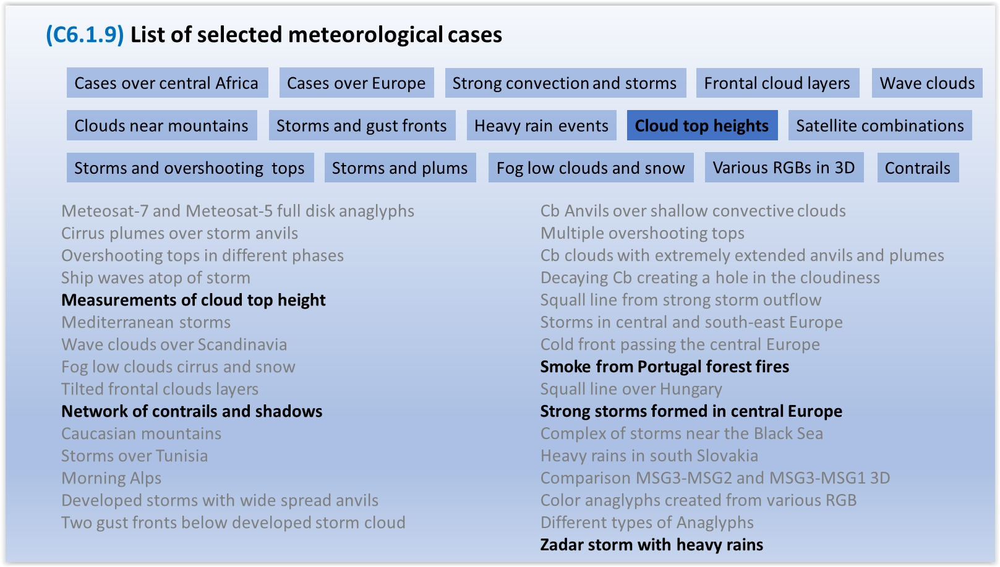 (C6.1.9) List of selected meteorological cases
Cases over central Africa Cases over Europe Strong convection and storms Frontal cloud layers Wave clouds
Clouds near mountains Storms and gust fronts Heavy rain events Cloud top heights Satellite combinations
Storms and overshooting tops Storms and plums Fog low clouds and snow Various RGBs in 3D Contrails
Meteosat-7 and Meteosat-5 full disk anaglyphs
Cirrus plumes over storm anvils
Overshooting tops in different phases
Ship waves atop of storm
Measurements of cloud top height
Mediterranean storms
Wave clouds over Scandinavia
Fog low clouds cirrus and snow
Tilted frontal clouds layers
Network of contrails and shadows
Caucasian mountains
Storms over Tunisia
Morning Alps
Developed storms with wide spread anvils
Two gust fronts below developed storm cloud
Cb Anvils over shallow convective clouds
Multiple overshooting tops
Cb clouds with extremely extended anvils and plumes
Decaying Cb creating a hole in the cloudiness
Squall line from strong storm outflow
Storms in central and south-east Europe
Cold front passing the central Europe
Smoke from Portugal forest fires
Squall line over Hungary
Strong storms formed in central Europe
Complex of storms near the Black Sea
Heavy rains in south Slovakia
Comparison MSG3-MSG2 and MSG3-MSG1 3D
Color anaglyphs created from various RGB
Different types of Anaglyphs
Zadar storm with heavy rains